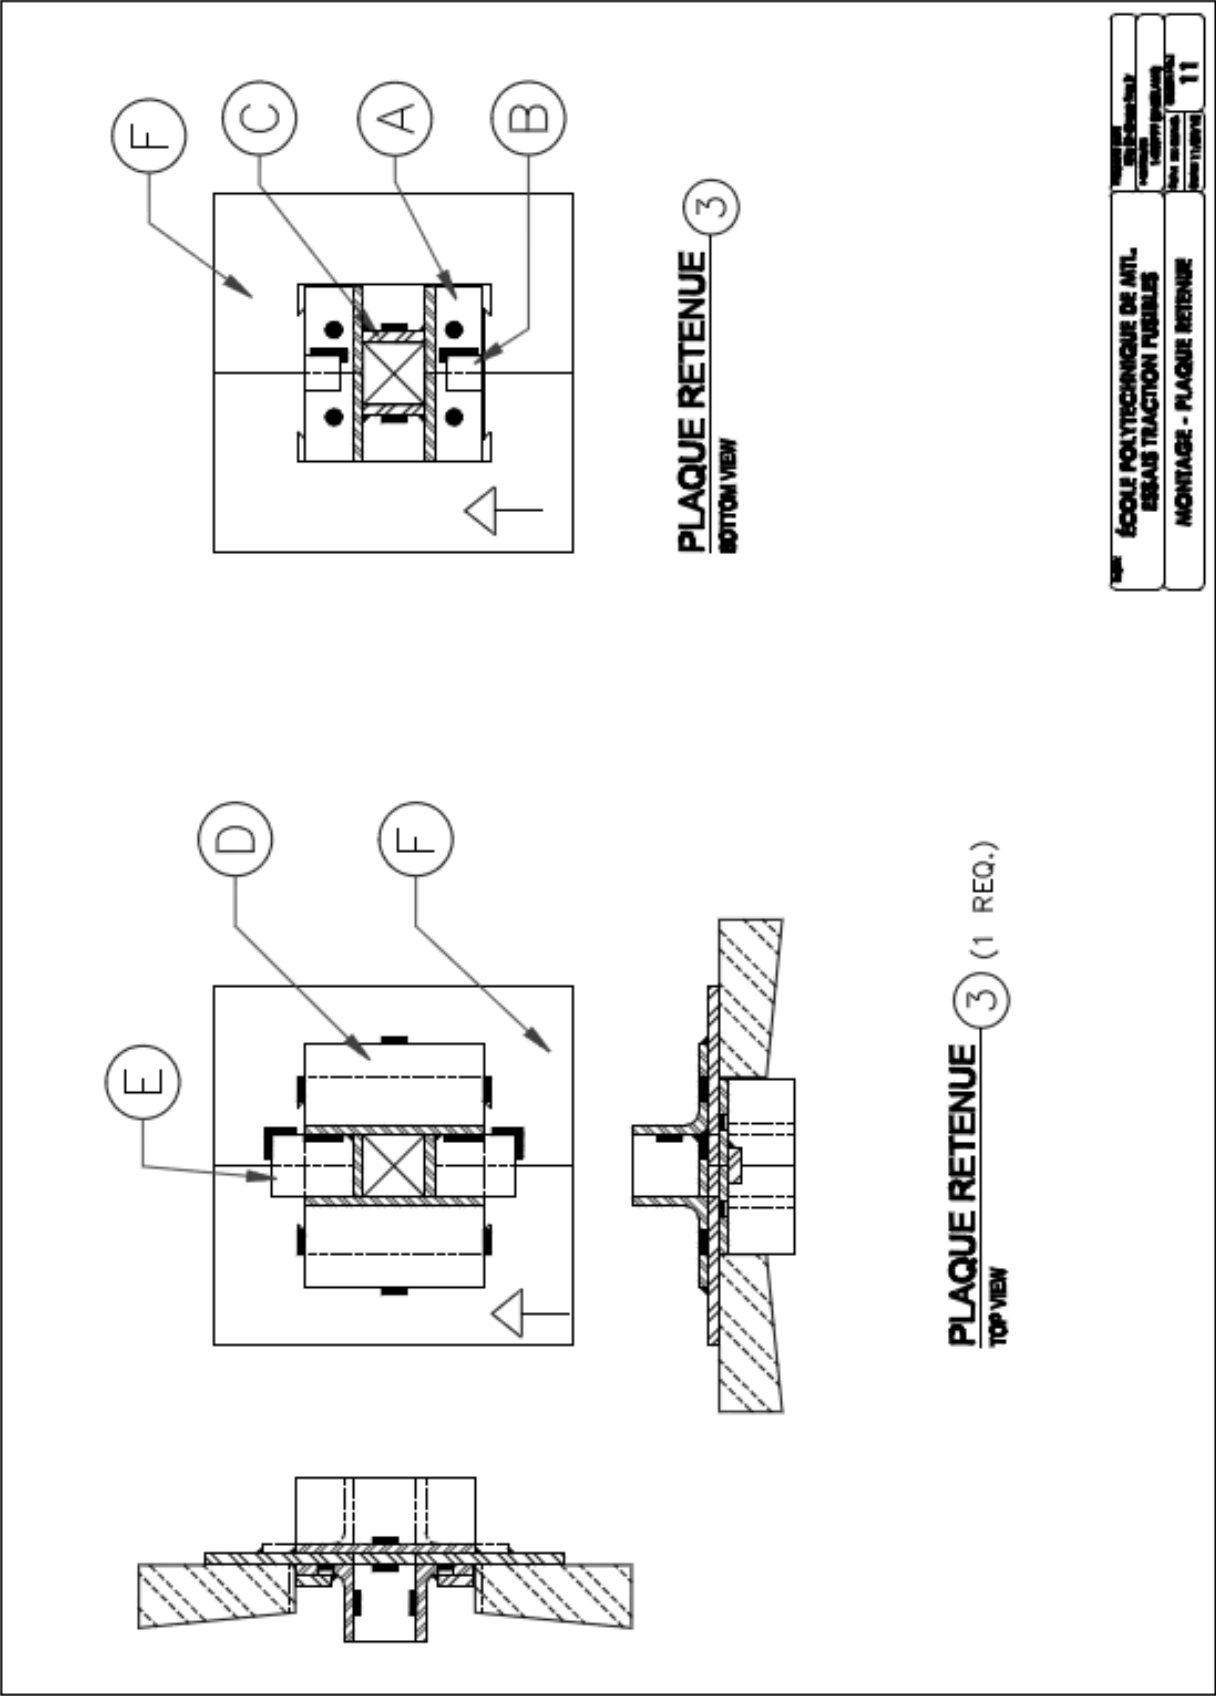 E
D
F
PLAQUE RETENUE 3 (1 REQ.)
TOP VIEW
F
C
A
B
PLAQUE RETENUE 3
BOTTOM VIEW
ÉCOLE POLYTECHNIQUE DE MTL.
ESSAIS TRACTION FUSIBLES
MONTAGE - PLAQUE RETENUE
11